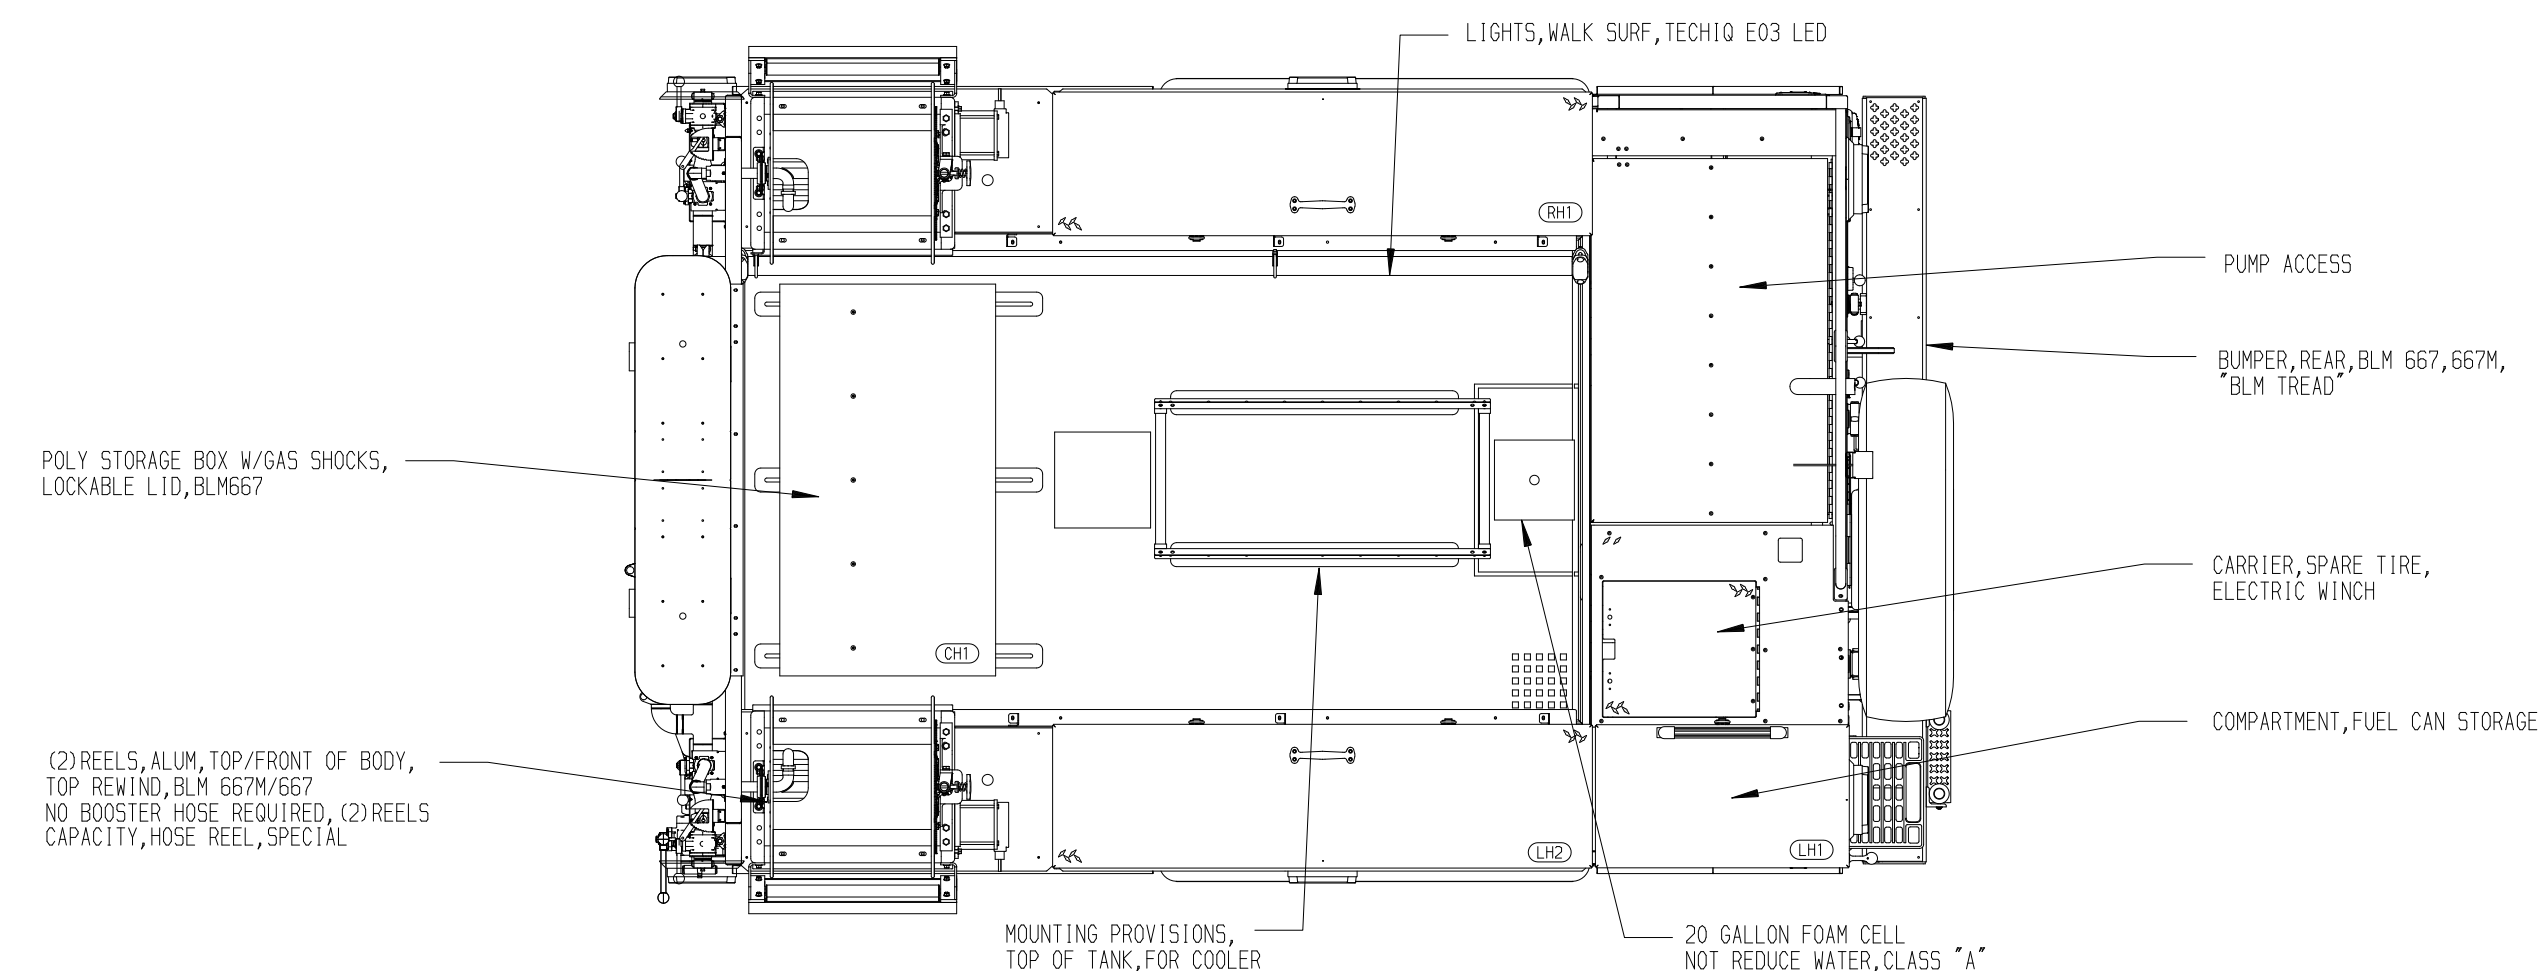 LIGHTS,WALK SURF,TECHIQ E03 LED
RH1
PUMP ACCESS
BUMPER,REAR,BLM 667,667M,
"BLM TREAD"
POLY STORAGE BOX W/GAS SHOCKS,
LOCKABLE LID,BLM667
CARRIER,SPARE TIRE,
ELECTRIC WINCH
CH1
COMPARTMENT,FUEL CAN STORAGE
(2)REELS,ALUM,TOP/FRONT OF BODY,
TOP REWIND,BLM 667M/667
NO BOOSTER HOSE REQUIRED,(2)REELS
CAPACITY,HOSE REEL,SPECIAL
LH2
LH1
MOUNTING PROVISIONS,
TOP OF TANK,FOR COOLER
20 GALLON FOAM CELL
NOT REDUCE WATER,CLASS "A"